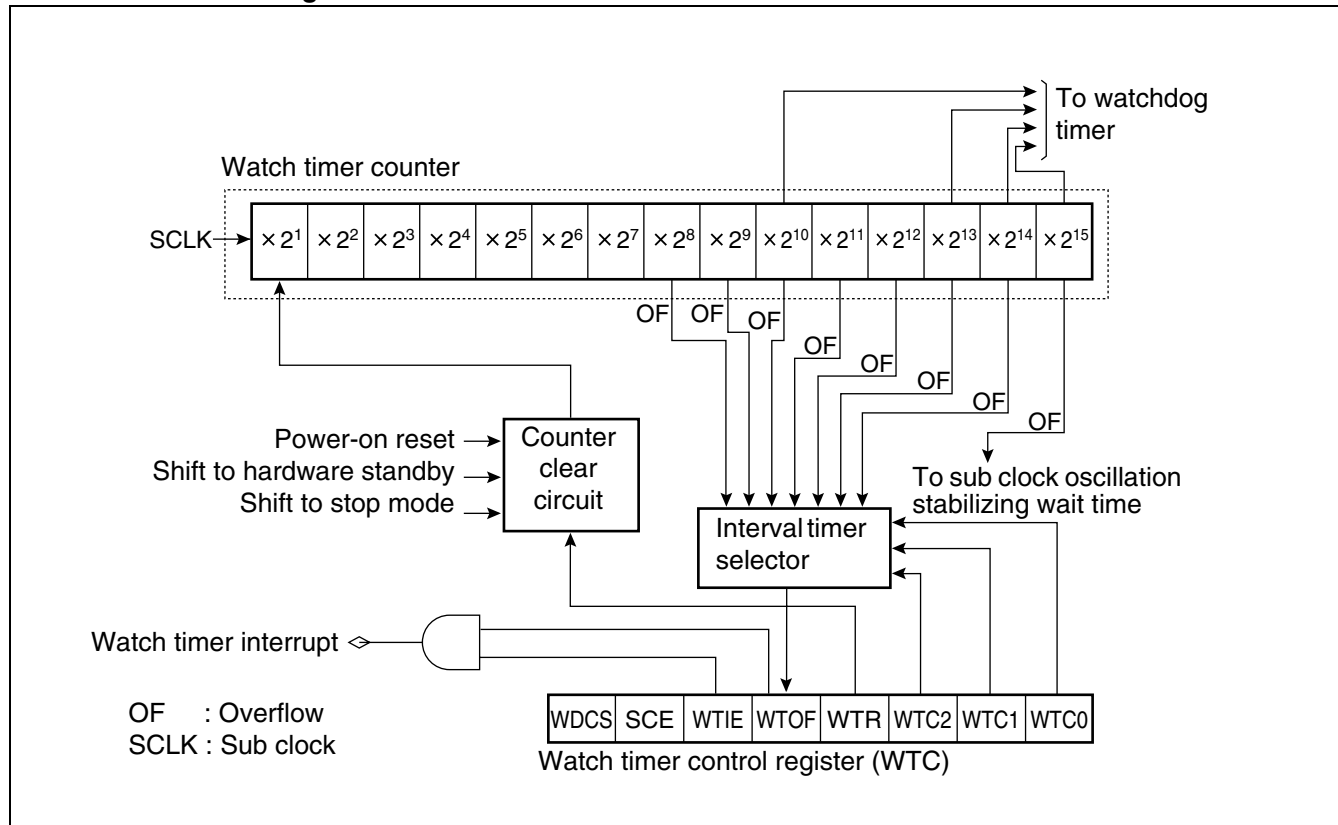 To watchdog
timer
Watch timer counter
SCLK
× 2¹ × 2² × 2³ × 2⁴ × 2⁵ × 2⁶ × 2⁷ × 2⁸ × 2⁹ × 2¹⁰ × 2¹¹ × 2¹² × 2¹³ × 2¹⁴ × 2¹⁵
OF OF OF OF OF OF OF OF
Power-on reset
Shift to hardware standby
Shift to stop mode
Counter
clear
circuit
To sub clock oscillation
stabilizing wait time
Interval timer
selector
Watch timer interrupt
WDCS SCE WTIE WTOF WTR WTC2 WTC1 WTC0
Watch timer control register (WTC)
OF : Overflow
SCLK : Sub clock